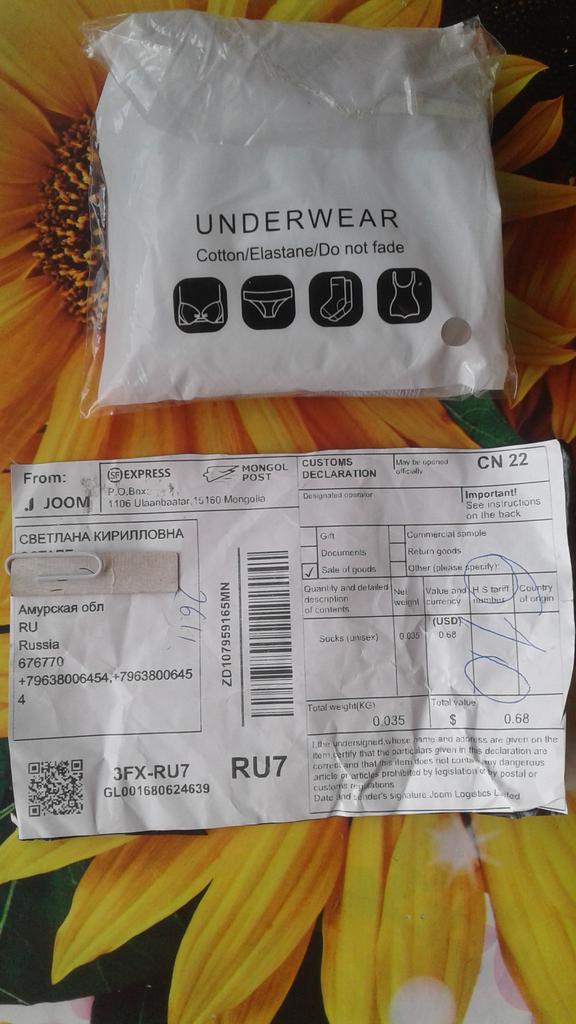 UNDERWEAR
Cotton/Elastane/Do not fade
From:
JOOM
SF EXPRESS
MONGOL POST
P.O.Box:
1106 Ulaanbaatar, 15160 Mongolia
CUSTOMS DECLARATION
May be opened officially
CN 22
Designated operator
Important!
See instructions on the back
СВЕТЛАНА КИРИЛЛОВНА
Амурская обл
RU
Russia
676770
+79638006454,+7963800645
4
2611
ZD107959165MN
Gift
Commercial sample
Documents
Return goods
✓ Sale of goods
Other (please specify):
Quantity and detailed description of contents
Net weight
Value and currency
H S tariff number
Country of origin
(USD)
Socks (unisex)
0.035
0.68
Total weight(KG)
0.035
Total value
$ 0.68
I,the undersigned,whose name and address are given on the
item,certify that the particulars given in this declaration are
correct and that this item does not contain any dangerous
article or articles prohibited by legislation or by postal or
customs regulations.
Date and sender's signature:Joom Logistics Limited
3FX-RU7
GL001680624639
RU7